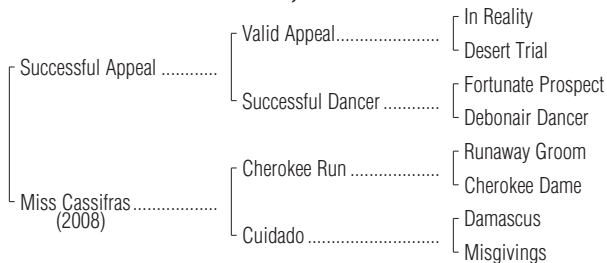 In Reality
Valid Appeal....................
Desert Trial
Successful Appeal ...........
Fortunate Prospect
Successful Dancer ............
Debonair Dancer
Runaway Groom
Cherokee Run ..................
Cherokee Dame
Miss Cassifras.................
(2008)
Damascus
Cuidado ...........................
Misgivings